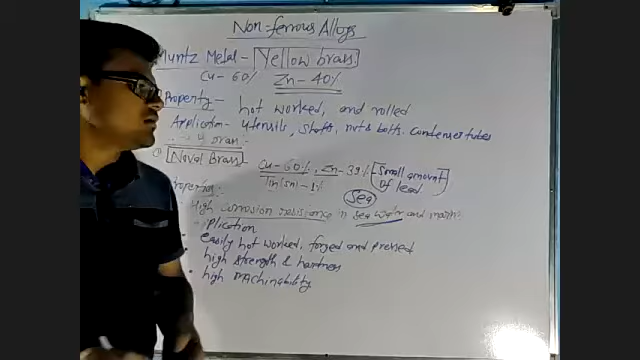 Non-ferrous Alloys
Muntz Metal - Yellow brass
Cu - 60% Zn - 40%
Property - hot worked, and rolled
Application - utensils, shafts, nuts & bolts, condenser tubes
Naval Brass Cu - 60%, Zn - 39% Small amount
Tin (Sn) - 1% of lead
Sea
High corrosion resistance in sea water and
plication
easily hot worked, forged and pressed
high strength &
high Machinability